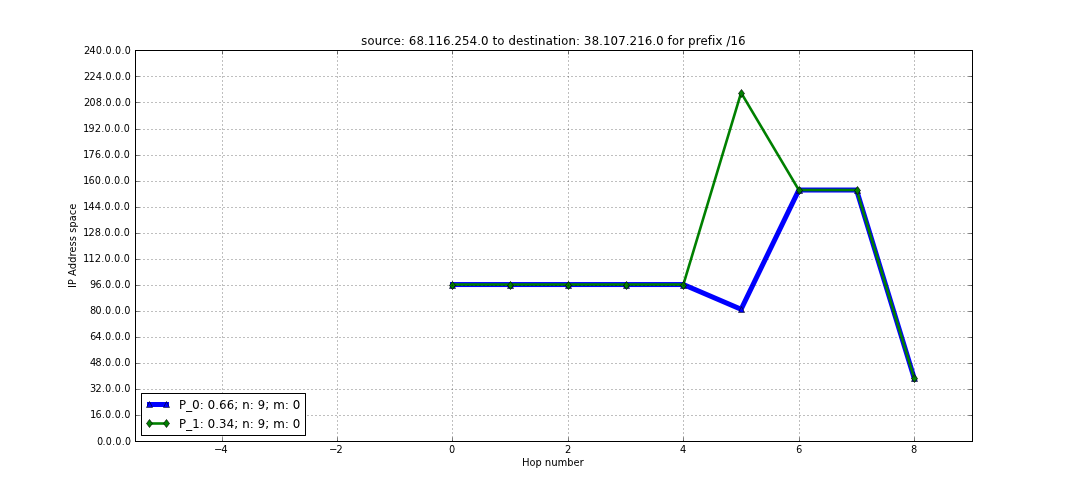 source: 68.116.254.0 to destination: 38.107.216.0 for prefix /16
240.0.0.0
224.0.0.0
208.0.0.0
192.0.0.0
176.0.0.0
160.0.0.0
144.0.0.0
128.0.0.0
112.0.0.0
96.0.0.0
80.0.0.0
64.0.0.0
48.0.0.0
32.0.0.0
16.0.0.0
0.0.0.0
IP Address space
P_0: 0.66; n: 9; m: 0
P_1: 0.34; n: 9; m: 0
−4 −2 0 2 4 6 8
Hop number